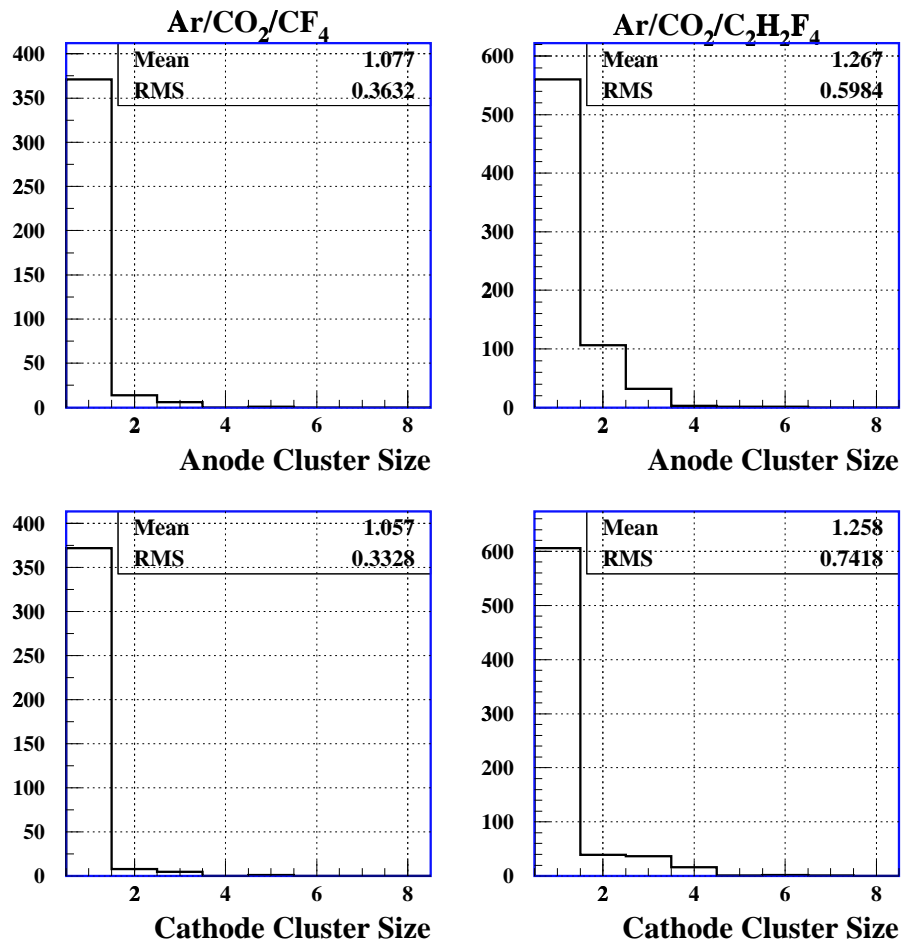 Ar/CO2/CF4
400
350
300
250
200
150
100
50
0
Mean 1.077
RMS 0.3632
2 4 6 8
Anode Cluster Size
Ar/CO2/C2H2F4
600
500
400
300
200
100
0
Mean 1.267
RMS 0.5984
2 4 6 8
Anode Cluster Size
400
350
300
250
200
150
100
50
0
Mean 1.057
RMS 0.3328
2 4 6 8
Cathode Cluster Size
600
500
400
300
200
100
0
Mean 1.258
RMS 0.7418
2 4 6 8
Cathode Cluster Size